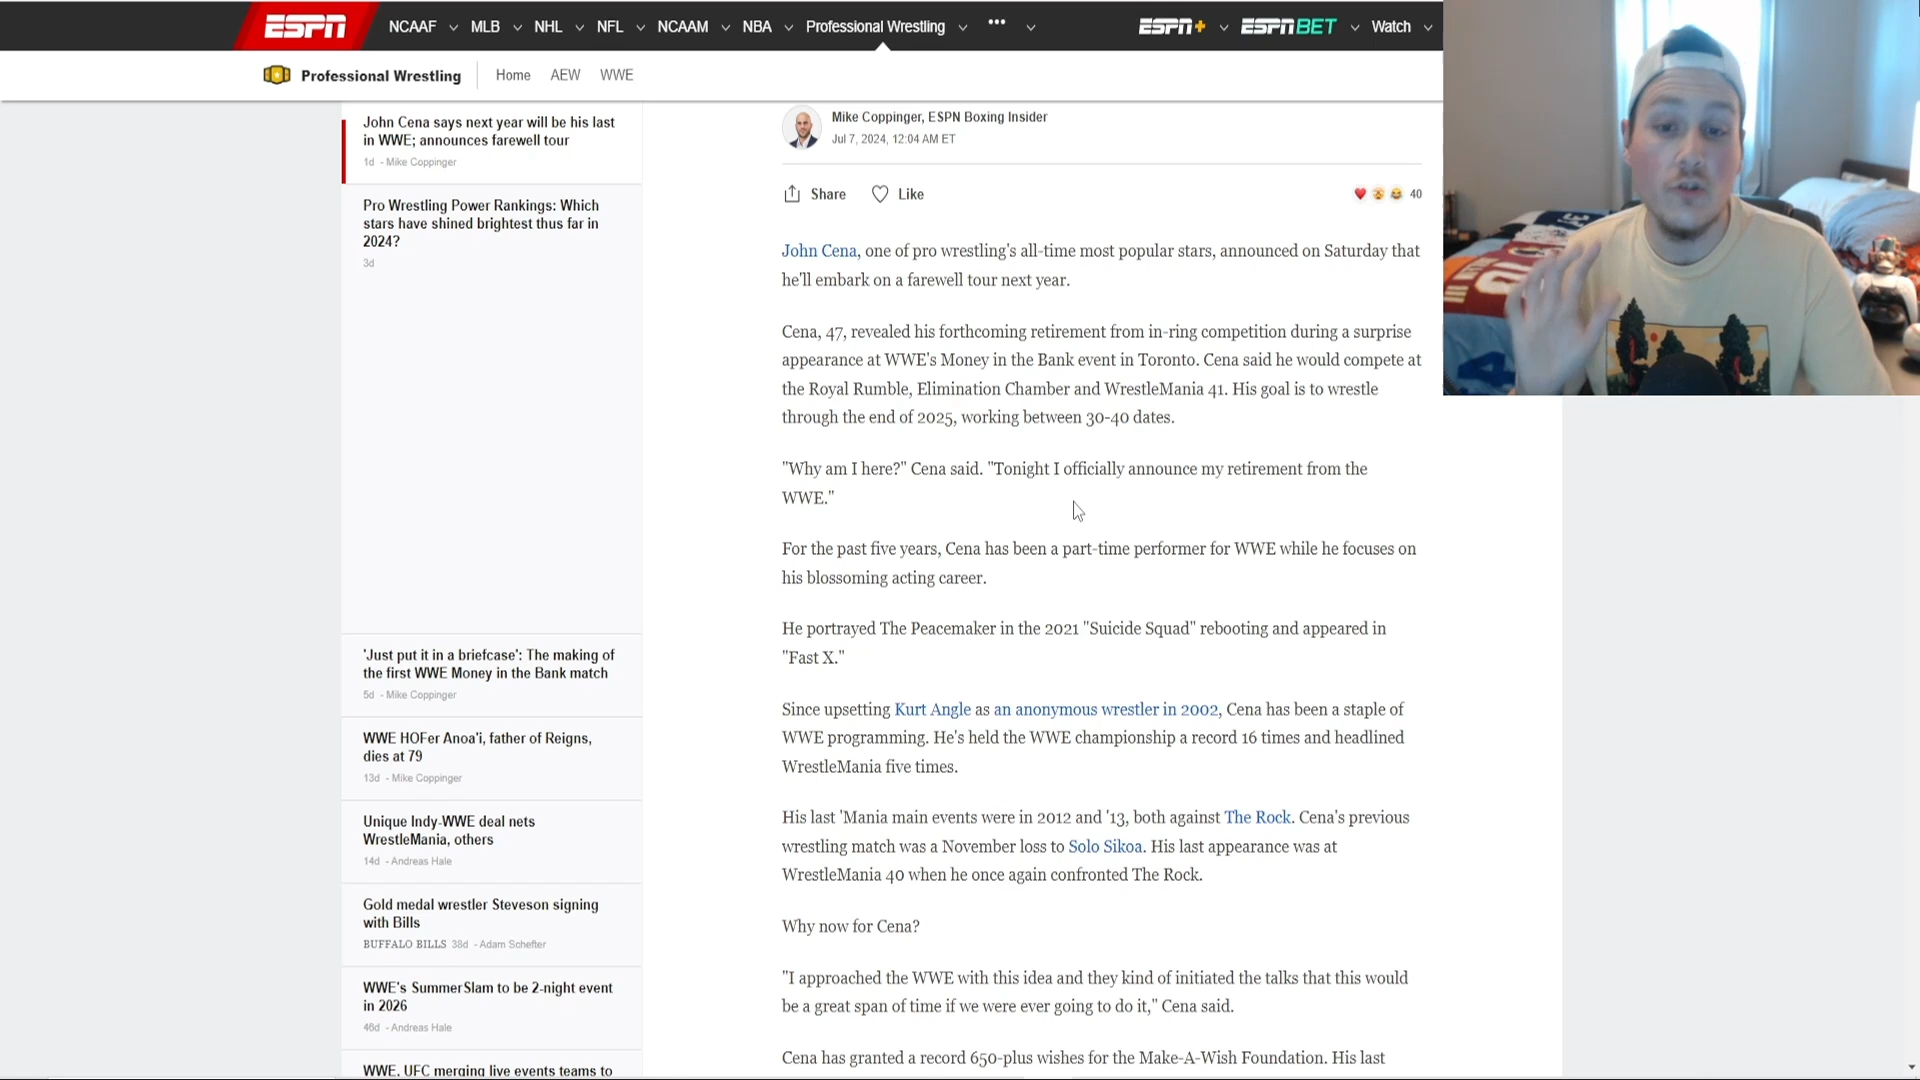 ESPN NCAAF MLB NHL NFL NCAAM NBA Professional Wrestling ••• ESPN+ ESPN BET Watch
Professional Wrestling Home AEW WWE
John Cena says next year will be his last
in WWE; announces farewell tour
1d - Mike Coppinger
Pro Wrestling Power Rankings: Which
stars have shined brightest thus far in
2024?
3d
'Just put it in a briefcase': The making of
the first WWE Money in the Bank match
5d - Mike Coppinger
WWE HOFer Anoa'i, father of Reigns,
dies at 79
13d - Mike Coppinger
Unique Indy-WWE deal nets
WrestleMania, others
14d - Andreas Hale
Gold medal wrestler Steveson signing
with Bills
BUFFALO BILLS 38d - Adam Schefter
WWE's SummerSlam to be 2-night event
in 2026
46d - Andreas Hale
WWE, UFC merging live events teams to
Mike Coppinger, ESPN Boxing Insider
Jul 7, 2024, 12:04 AM ET
Share Like 40
John Cena, one of pro wrestling's all-time most popular stars, announced on Saturday that
he'll embark on a farewell tour next year.
Cena, 47, revealed his forthcoming retirement from in-ring competition during a surprise
appearance at WWE's Money in the Bank event in Toronto. Cena said he would compete at
the Royal Rumble, Elimination Chamber and WrestleMania 41. His goal is to wrestle
through the end of 2025, working between 30-40 dates.
"Why am I here?" Cena said. "Tonight I officially announce my retirement from the
WWE."
For the past five years, Cena has been a part-time performer for WWE while he focuses on
his blossoming acting career.
He portrayed The Peacemaker in the 2021 "Suicide Squad" rebooting and appeared in
"Fast X."
Since upsetting Kurt Angle as an anonymous wrestler in 2002, Cena has been a staple of
WWE programming. He's held the WWE championship a record 16 times and headlined
WrestleMania five times.
His last 'Mania main events were in 2012 and '13, both against The Rock. Cena's previous
wrestling match was a November loss to Solo Sikoa. His last appearance was at
WrestleMania 40 when he once again confronted The Rock.
Why now for Cena?
"I approached the WWE with this idea and they kind of initiated the talks that this would
be a great span of time if we were ever going to do it," Cena said.
Cena has granted a record 650-plus wishes for the Make-A-Wish Foundation. His last